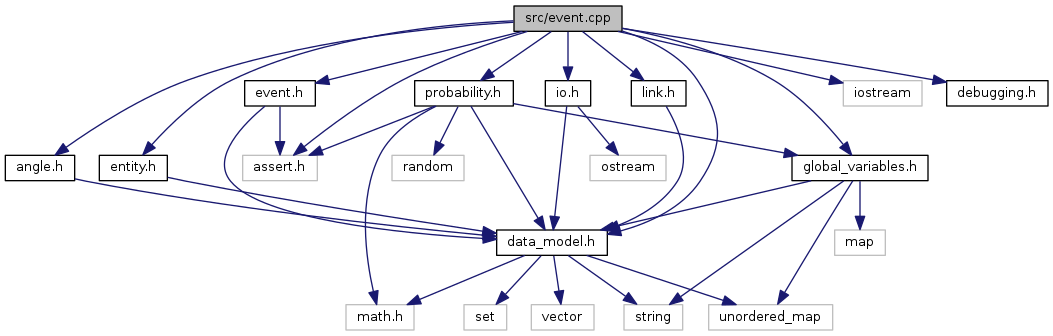 src/event.cpp
event.h
probability.h
io.h
link.h
iostream
debugging.h
angle.h
entity.h
assert.h
random
ostream
global_variables.h
data_model.h
map
math.h
set
vector
string
unordered_map